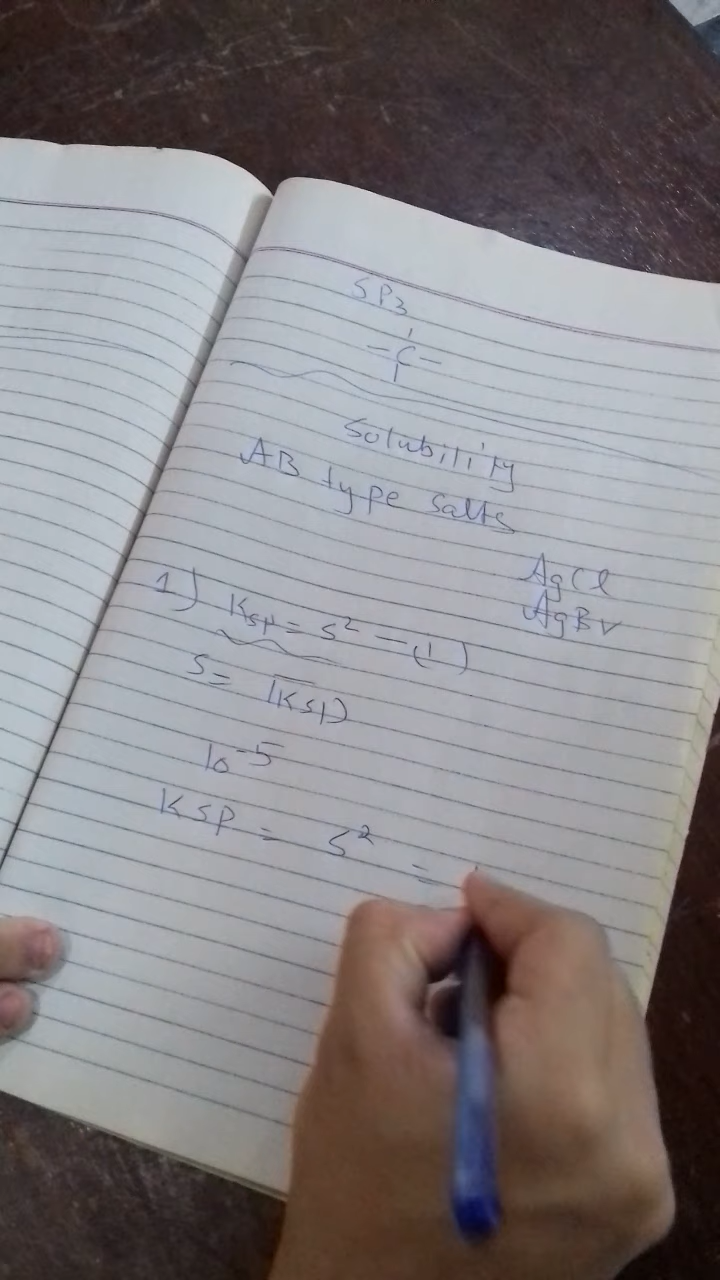 SP3
– C –
Solubility
AB type salts
AgCl
AgBr
1) Ksp = S² – (1)
S = √Ksp
10⁻⁵
KSP = S² =